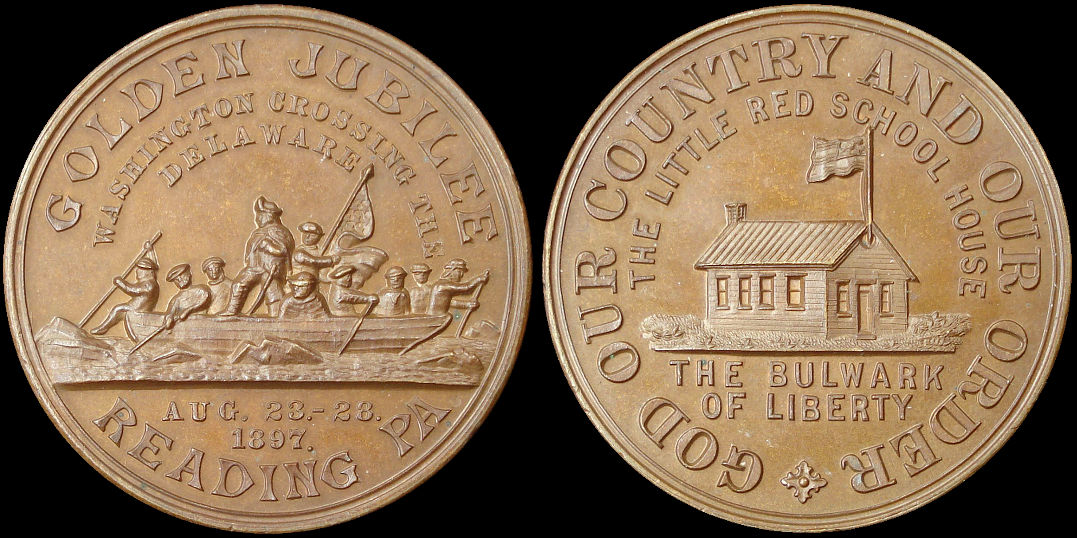 GOLDEN JUBILEE
WASHINGTON CROSSING THE
DELAWARE
AUG. 23.-28.
1897.
READING PA
GOD OUR COUNTRY AND OUR ORDER
THE LITTLE RED SCHOOL HOUSE
THE BULWARK
OF LIBERTY